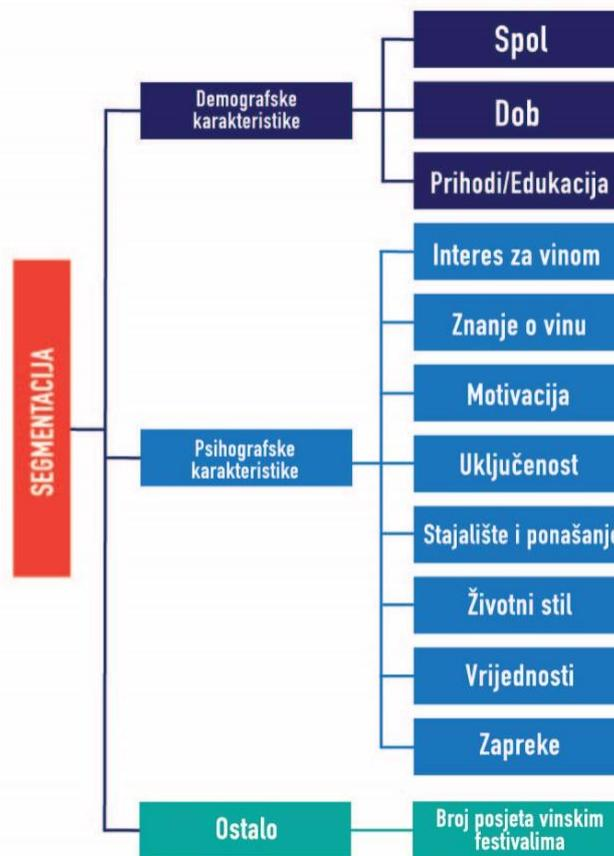 SEGMENTACIJA
Demografske
karakteristike
Spol
Dob
Prihodi/Edukacija
Psihografske
karakteristike
Interes za vinom
Znanje o vinu
Motivacija
Uključenost
Stajalište i ponašanje
Životni stil
Vrijednosti
Zapreke
Ostalo
Broj posjeta vinskim
festivalima